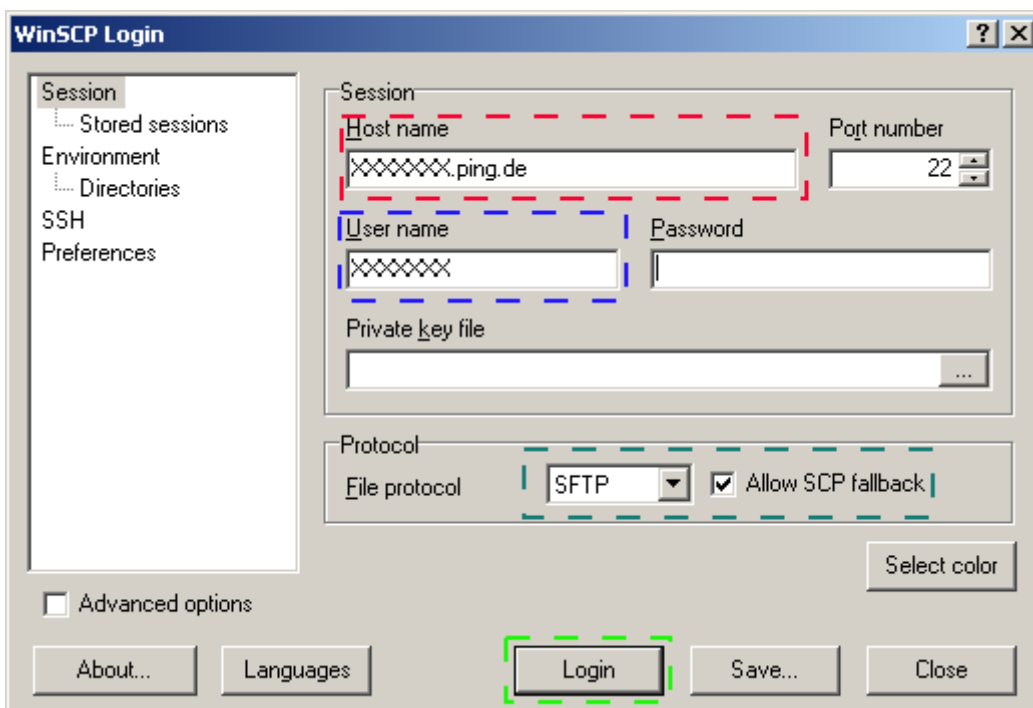 WinSCP Login
Session
Stored sessions
Environment
Directories
SSH
Preferences
Session
Host name
Port number
XXXXXXX.ping.de
22
User name
Password
XXXXXXX
Private key file
...
Protocol
File protocol
SFTP
Allow SCP fallback
Select color
Advanced options
About...
Languages
Login
Save...
Close